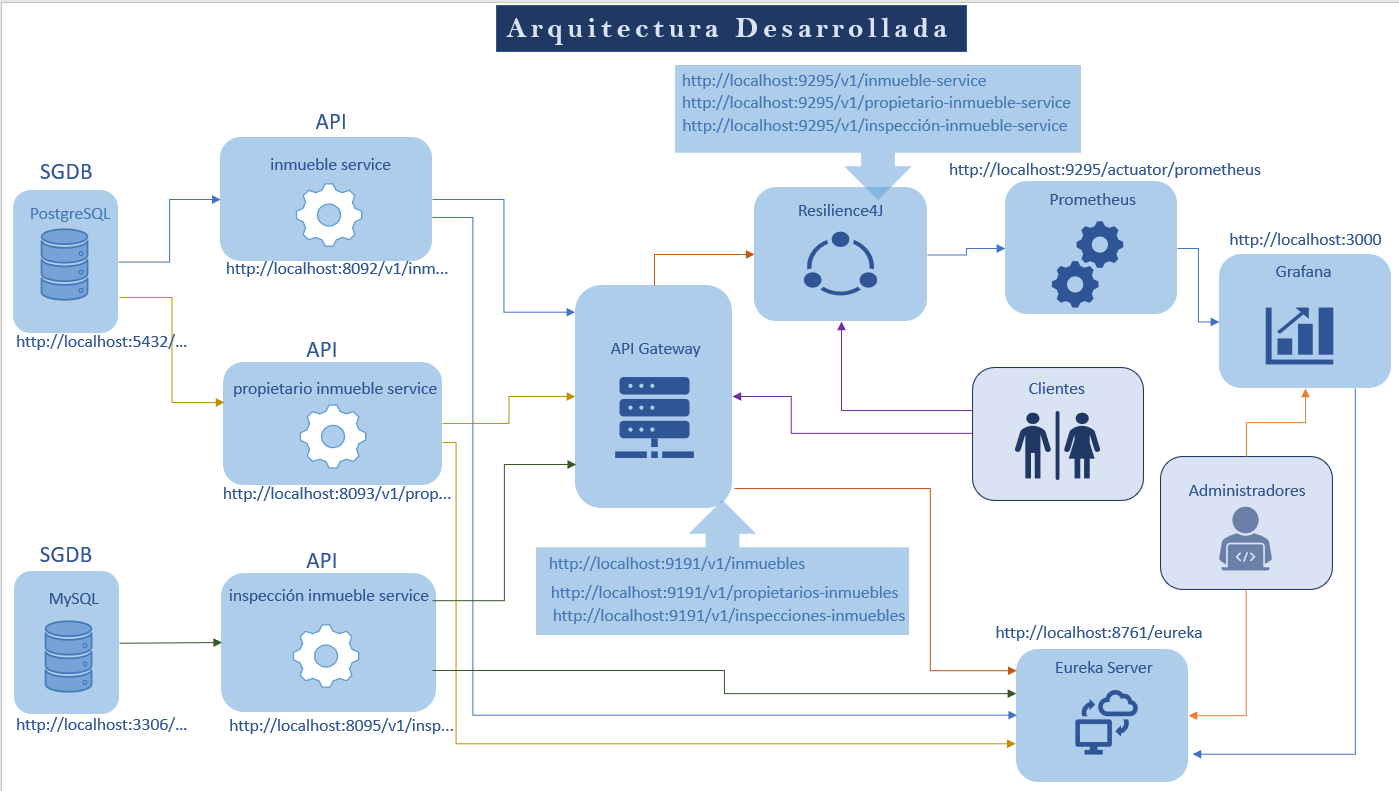 Arquitectura Desarrollada
http://localhost:9295/v1/inmueble-service
http://localhost:9295/v1/propietario-inmueble-service
http://localhost:9295/v1/inspección-inmueble-service
API
inmueble service
http://localhost:8092/v1/inm...
SGDB
PostgreSQL
http://localhost:5432/...
API
propietario inmueble service
http://localhost:8093/v1/prop...
SGDB
MySQL
http://localhost:3306/...
API
inspección inmueble service
http://localhost:8095/v1/insp...
API Gateway
http://localhost:9191/v1/inmuebles
http://localhost:9191/v1/propietarios-inmuebles
http://localhost:9191/v1/inspecciones-inmuebles
Resilience4J
http://localhost:9295/actuator/prometheus
Prometheus
http://localhost:3000
Grafana
Clientes
Administradores
http://localhost:8761/eureka
Eureka Server